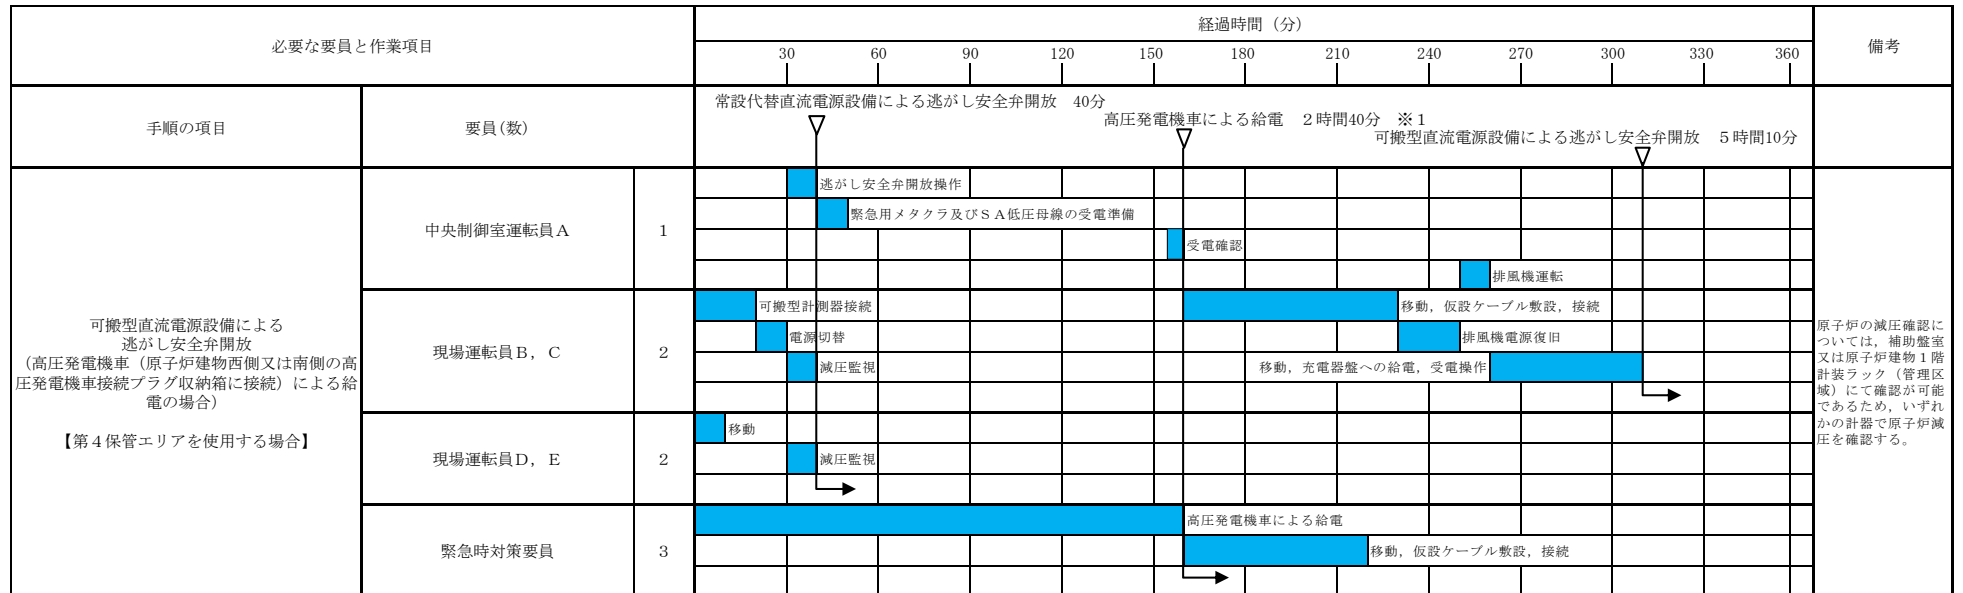 必要な要員と作業項目
経過時間（分）
備考
30 60 90 120 150 180 210 240 270 300 330 360
手順の項目
要員(数)
常設代替直流電源設備による逃がし安全弁開放　40分
高圧発電機車による給電　２時間40分　※１
可搬型直流電源設備による逃がし安全弁開放　５時間10分
可搬型直流電源設備による
逃がし安全弁開放
（高圧発電機車（原子炉建物西側又は南側の高
圧発電機車接続プラグ収納箱に接続）による給
電の場合）
【第４保管エリアを使用する場合】
中央制御室運転員Ａ
1
逃がし安全弁開放操作
緊急用メタクラ及びＳＡ低圧母線の受電準備
受電確認
排風機運転
現場運転員Ｂ，Ｃ
2
可搬型計測器接続
移動，仮設ケーブル敷設，接続
電源切替
排風機電源復旧
減圧監視
移動，充電器盤への給電，受電操作
現場運転員Ｄ，Ｅ
2
移動
減圧監視
緊急時対策要員
3
高圧発電機車による給電
移動，仮設ケーブル敷設，接続
原子炉の減圧確認に
ついては，補助盤室
又は原子炉建物１階
計装ラック（管理区
域）にて確認が可能
であるため，いずれ
かの計器で原子炉減
圧を確認する。